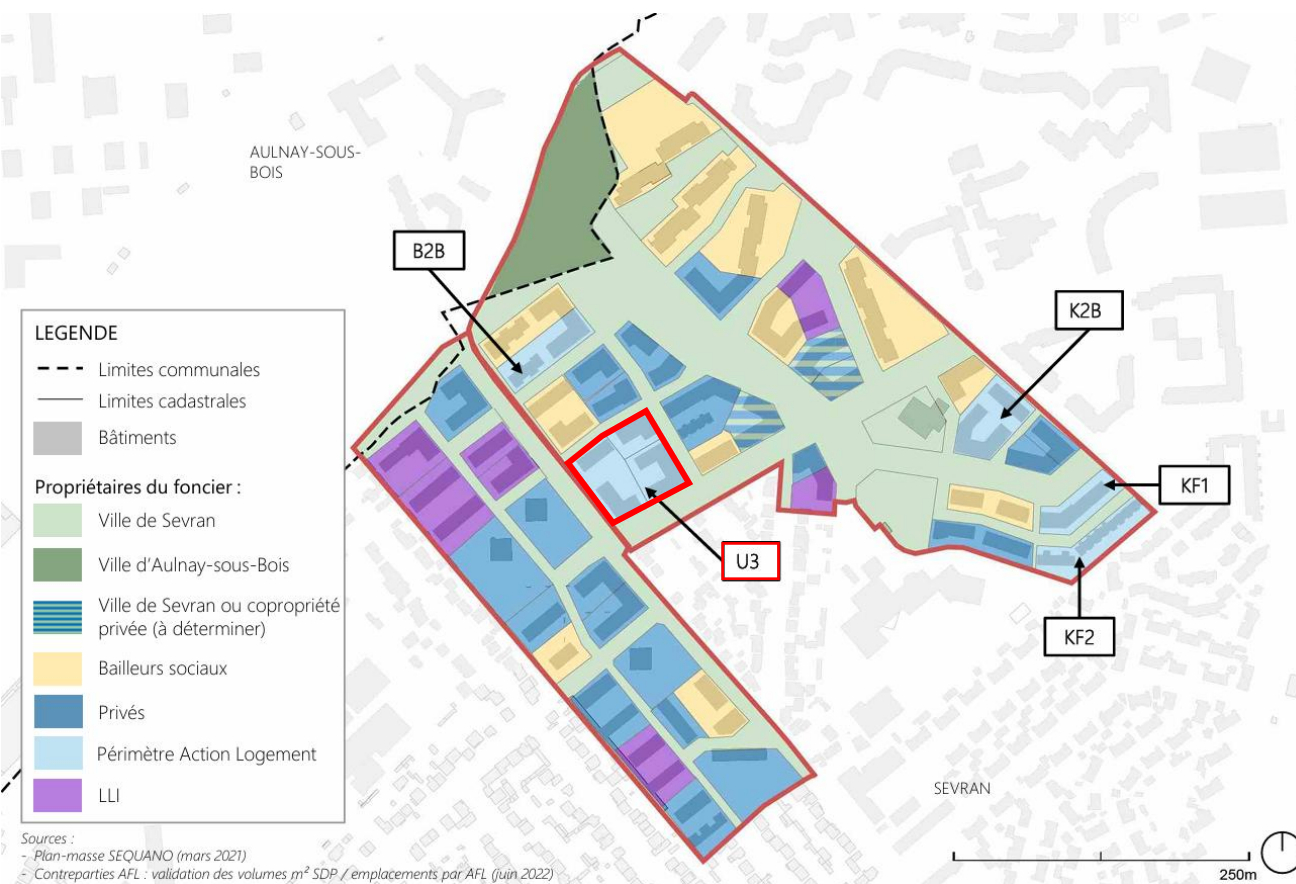 AULNAY-SOUS-
BOIS
B2B
K2B
KF1
U3
KF2
SEVRAN
LEGENDE
Limites communales
Limites cadastrales
Bâtiments
Propriétaires du foncier :
Ville de Sevran
Ville d'Aulnay-sous-Bois
Ville de Sevran ou copropriété
privée (à déterminer)
Bailleurs sociaux
Privés
Périmètre Action Logement
LLI
Sources :
- Plan-masse SEQUANO (mars 2021)
- Contreparties AFL : validation des volumes m² SDP / emplacements par AFL (juin 2022)
250m